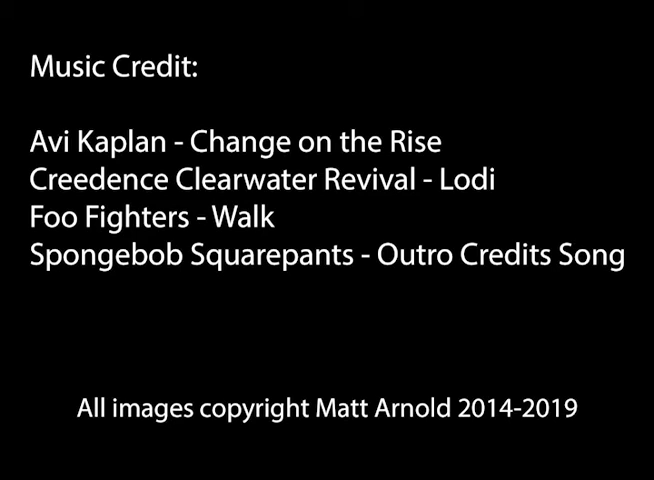 Music Credit:
Avi Kaplan - Change on the Rise
Creedence Clearwater Revival - Lodi
Foo Fighters - Walk
Spongebob Squarepants - Outro Credits Song
All images copyright Matt Arnold 2014-2019